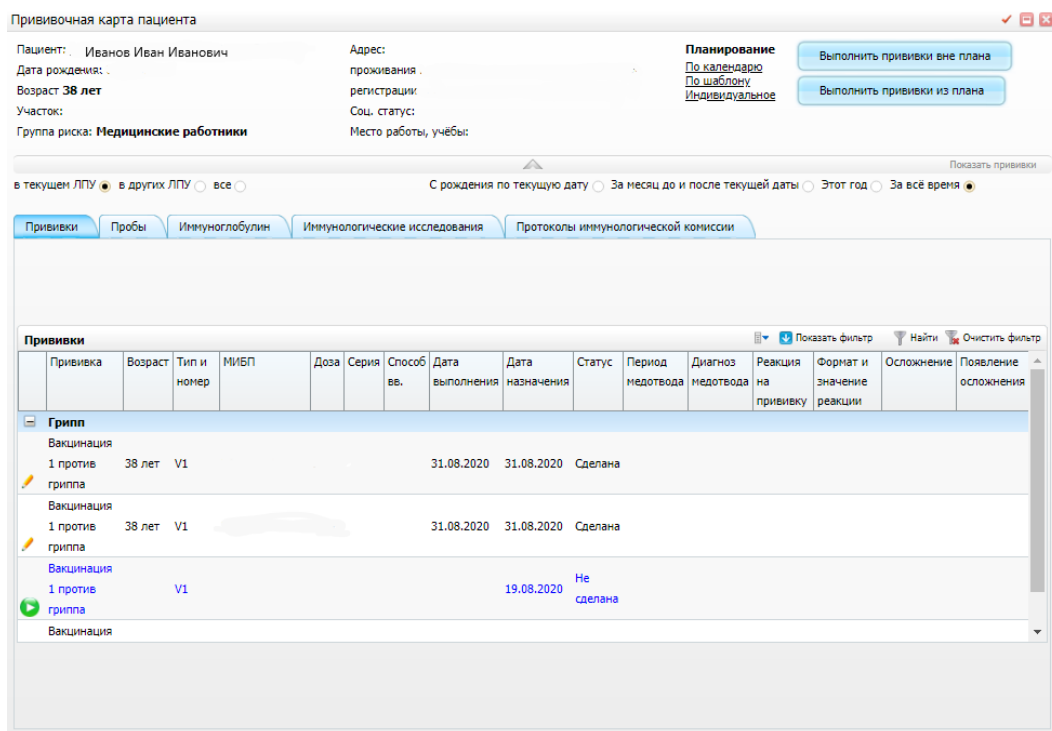 Прививочная карта пациента
Пациент: Иванов Иван Иванович
Дата рождения:
Возраст 38 лет
Участок:
Группа риска: Медицинские работники
Адрес:
проживания
регистрации
Соц. статус:
Место работы, учёбы:
Планирование
По календарю
По шаблону
Индивидуальное
Выполнить прививки вне плана
Выполнить прививки из плана
Показать прививки
в текущем ЛПУ в других ЛПУ все
С рождения по текущую дату За месяц до и после текущей даты Этот год За всё время
Прививки Пробы Иммуноглобулин Иммунологические исследования Протоколы иммунологической комиссии
Прививки
Показать фильтр Найти Очистить фильтр
Прививка Возраст Тип и номер МИБП Доза Серия Способ вв. Дата выполнения Дата назначения Статус Период медотвода Диагноз медотвода Реакция на прививку Формат и значение реакции Осложнение Появление осложнения
Грипп
Вакцинация
1 против 38 лет V1 31.08.2020 31.08.2020 Сделана
гриппа
Вакцинация
1 против 38 лет V1 31.08.2020 31.08.2020 Сделана
гриппа
Вакцинация
1 против V1 19.08.2020 Не сделана
гриппа
Вакцинация